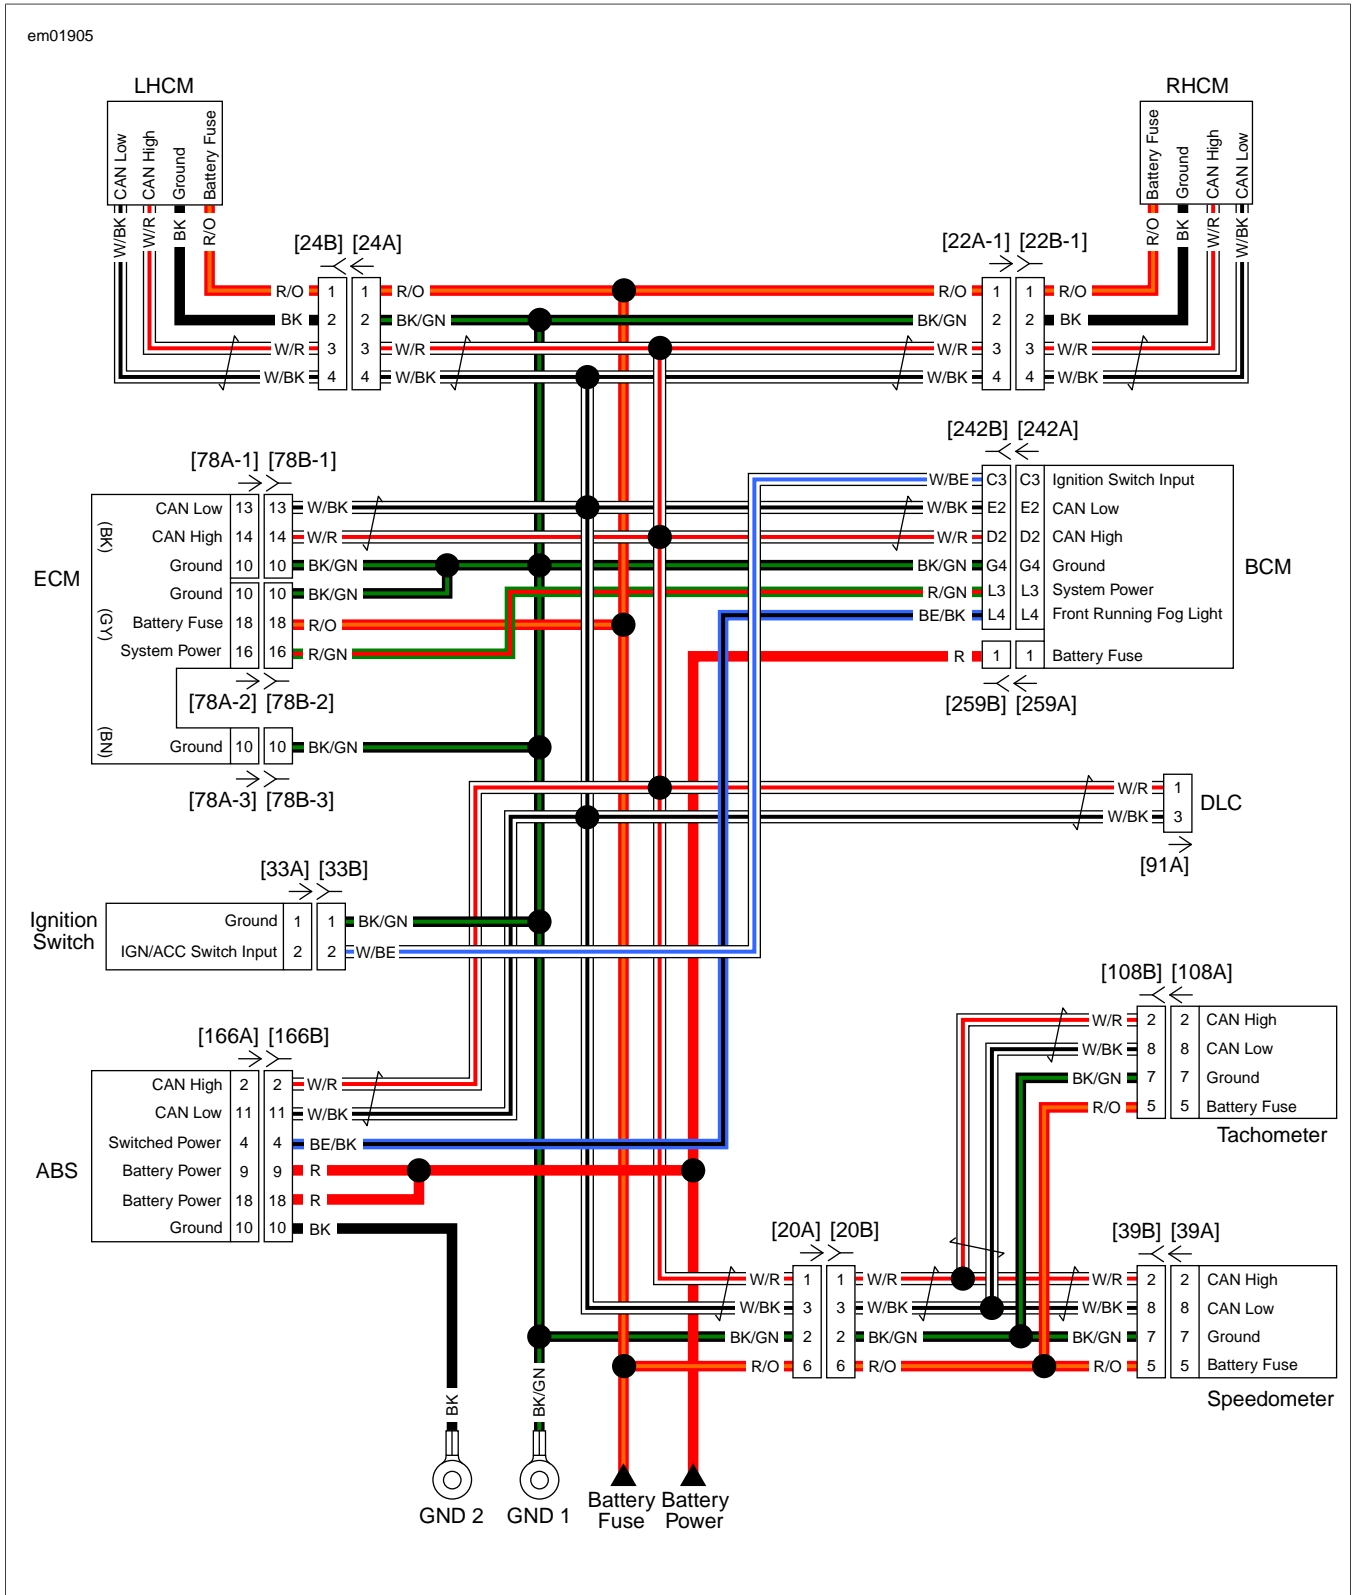 em01905
LHCM
RHCM
CAN Low
CAN High
Ground
Battery Fuse
Battery Fuse
Ground
CAN High
CAN Low
W/BK
W/R
BK
R/O
R/O
BK
W/R
W/BK
[24B] [24A]
[22A-1] [22B-1]
R/O 1 1 R/O R/O 1 1 R/O
BK 2 2 BK/GN BK/GN 2 2 BK
W/R 3 3 W/R W/R 3 3 W/R
W/BK 4 4 W/BK W/BK 4 4 W/BK
[78A-1] [78B-1]
ECM
(BK)
CAN Low 13 13 W/BK
CAN High 14 14 W/R
Ground 10 10 BK/GN
(GY)
Ground 10 10 BK/GN
Battery Fuse 18 18 R/O
System Power 16 16 R/GN
[78A-2] [78B-2]
(BN)
Ground 10 10 BK/GN
[78A-3] [78B-3]
[242B] [242A]
BCM
W/BE C3 C3 Ignition Switch Input
W/BK E2 E2 CAN Low
W/R D2 D2 CAN High
BK/GN G4 G4 Ground
R/GN L3 L3 System Power
BE/BK L4 L4 Front Running Fog Light
R 1 1 Battery Fuse
[259B] [259A]
W/R 1
W/BK 3
DLC
[91A]
[33A] [33B]
Ignition
Switch
Ground 1 1 BK/GN
IGN/ACC Switch Input 2 2 W/BE
[108B] [108A]
W/R 2 2 CAN High
W/BK 8 8 CAN Low
BK/GN 7 7 Ground
R/O 5 5 Battery Fuse
Tachometer
[166A] [166B]
ABS
CAN High 2 2 W/R
CAN Low 11 11 W/BK
Switched Power 4 4 BE/BK
Battery Power 9 9 R
Battery Power 18 18 R
Ground 10 10 BK
[20A] [20B]
[39B] [39A]
W/R 1 1 W/R W/R 2 2 CAN High
W/BK 3 3 W/BK W/BK 8 8 CAN Low
BK/GN 2 2 BK/GN BK/GN 7 7 Ground
R/O 6 6 R/O R/O 5 5 Battery Fuse
Speedometer
BK
BK/GN
GND 2
GND 1
Battery
Fuse
Battery
Power